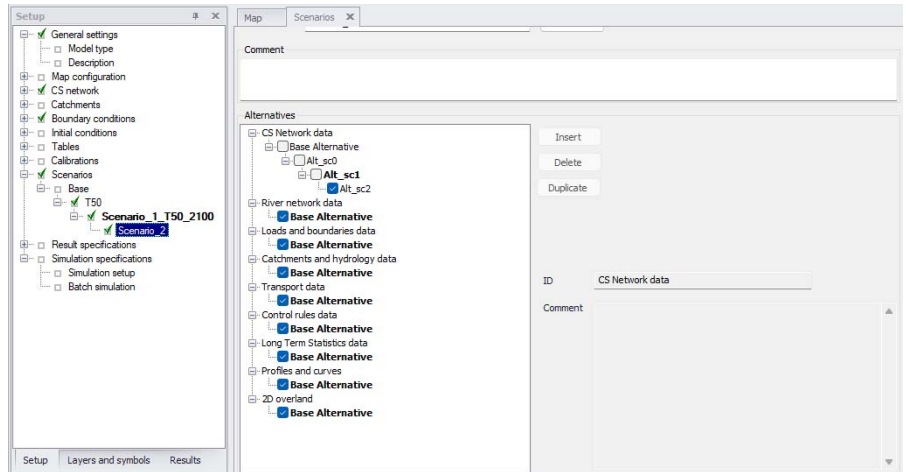 Setup
General settings
Model type
Description
Map configuration
CS network
Catchments
Boundary conditions
Initial conditions
Tables
Calibrations
Scenarios
Base
T50
Scenario_1_T50_2100
Scenario_2
Result specifications
Simulation specifications
Simulation setup
Batch simulation
Setup Layers and symbols Results
Map Scenarios
Comment
Alternatives
CS Network data
Base Alternative
Alt_sc0
Alt_sc1
Alt_sc2
River network data
Base Alternative
Loads and boundaries data
Base Alternative
Catchments and hydrology data
Base Alternative
Transport data
Base Alternative
Control rules data
Base Alternative
Long Term Statistics data
Base Alternative
Profiles and curves
Base Alternative
2D overland
Base Alternative
Insert
Delete
Duplicate
ID CS Network data
Comment